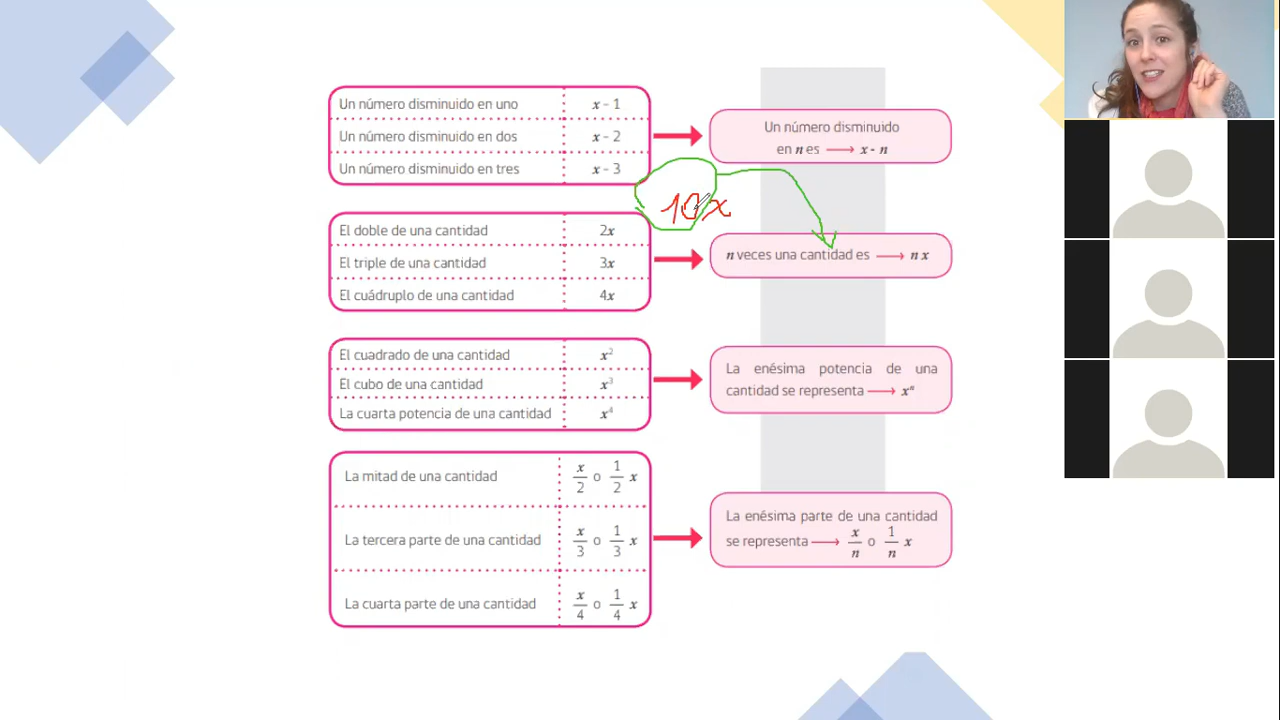 Un número disminuido en uno x - 1
Un número disminuido en dos x - 2
Un número disminuido en tres x - 3
Un número disminuido
en n es ⟶ x - n
10x
El doble de una cantidad 2x
El triple de una cantidad 3x
El cuádruplo de una cantidad 4x
n veces una cantidad es ⟶ n x
El cuadrado de una cantidad x²
El cubo de una cantidad x³
La cuarta potencia de una cantidad x⁴
La enésima potencia de una
cantidad se representa ⟶ xⁿ
La mitad de una cantidad x/2 o 1/2 x
La tercera parte de una cantidad x/3 o 1/3 x
La cuarta parte de una cantidad x/4 o 1/4 x
La enésima parte de una cantidad
se representa ⟶ x/n o 1/n x